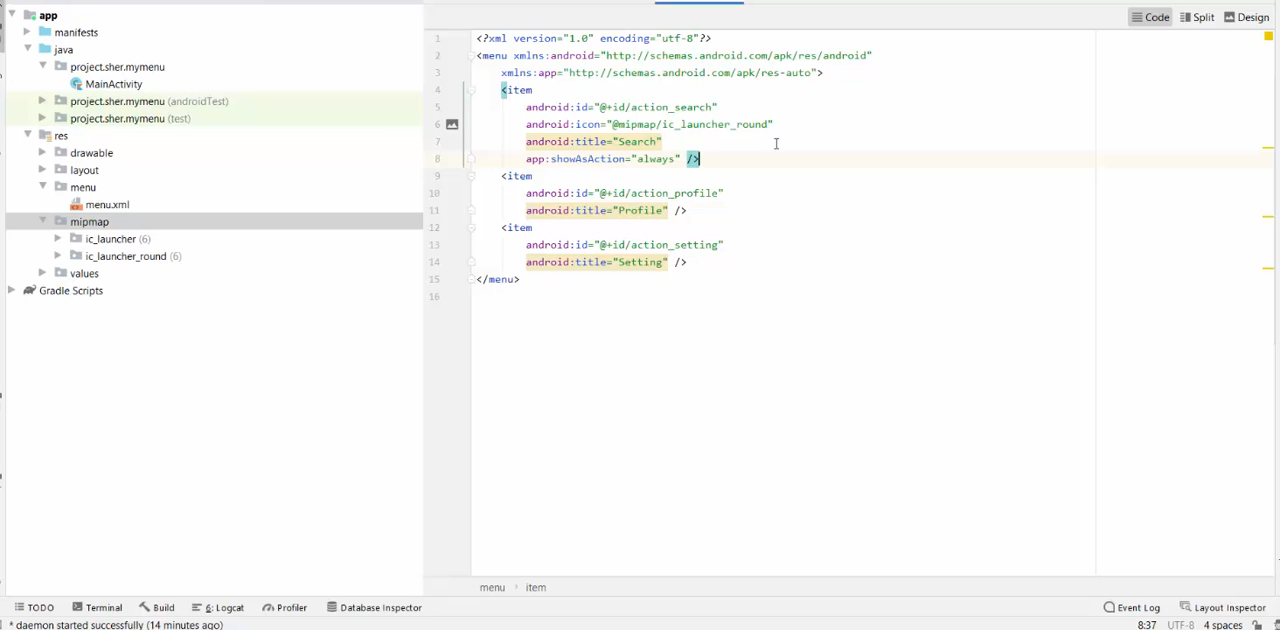 app
manifests
java
project.sher.mymenu
MainActivity
project.sher.mymenu (androidTest)
project.sher.mymenu (test)
res
drawable
layout
menu
menu.xml
mipmap
ic_launcher (6)
ic_launcher_round (6)
values
Gradle Scripts
Code Split Design
1 <?xml version="1.0" encoding="utf-8"?>
2 <menu xmlns:android="http://schemas.android.com/apk/res/android"
3 xmlns:app="http://schemas.android.com/apk/res-auto">
4 <item
5 android:id="@+id/action_search"
6 android:icon="@mipmap/ic_launcher_round"
7 android:title="Search"
8 app:showAsAction="always" />
9 <item
10 android:id="@+id/action_profile"
11 android:title="Profile" />
12 <item
13 android:id="@+id/action_setting"
14 android:title="Setting" />
15 </menu>
16
menu › item
TODO Terminal Build 6: Logcat Profiler Database Inspector Event Log Layout Inspector
* daemon started successfully (14 minutes ago) 8:37 UTF-8 4 spaces